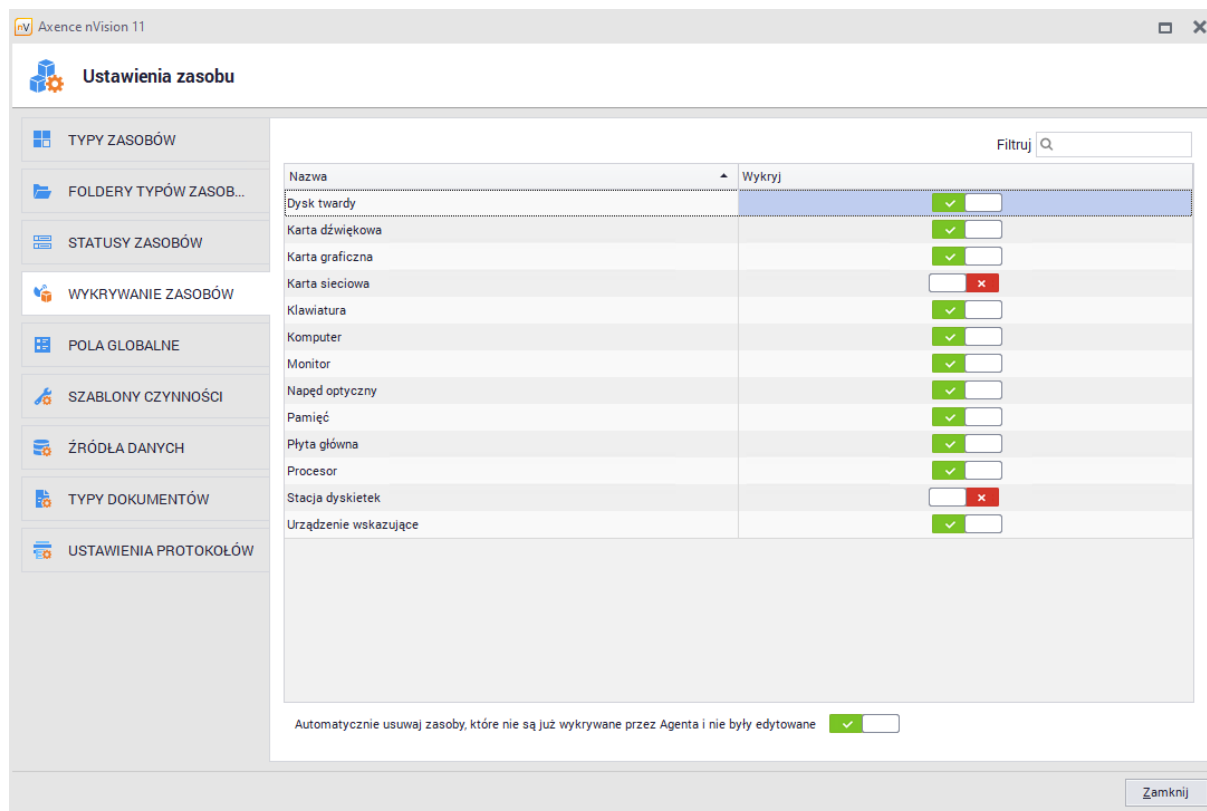 nV Axence nVision 11
Ustawienia zasobu
TYPY ZASOBÓW
FOLDERY TYPÓW ZASOB...
STATUSY ZASOBÓW
WYKRYWANIE ZASOBÓW
POLA GLOBALNE
SZABLONY CZYNNOŚCI
ŹRÓDŁA DANYCH
TYPY DOKUMENTÓW
USTAWIENIA PROTOKOŁÓW
Filtruj
Nazwa Wykryj
Dysk twardy
Karta dźwiękowa
Karta graficzna
Karta sieciowa
Klawiatura
Komputer
Monitor
Napęd optyczny
Pamięć
Płyta główna
Procesor
Stacja dyskietek
Urządzenie wskazujące
Automatycznie usuwaj zasoby, które nie są już wykrywane przez Agenta i nie były edytowane
Zamknij